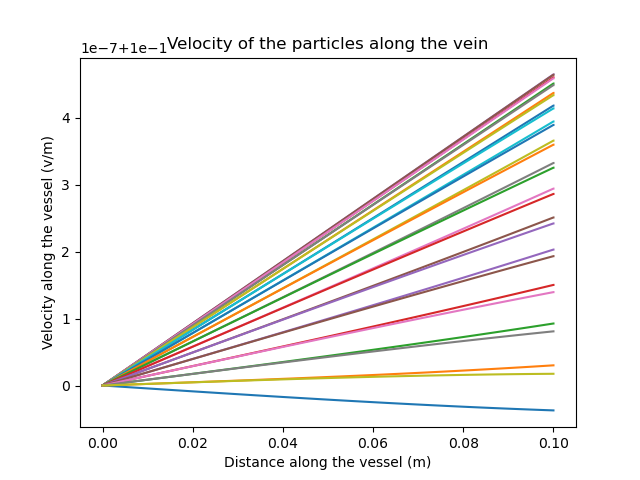 Velocity of the particles along the vein
1e−7+1e−1
Velocity along the vessel (v/m)
4
3
2
1
0
0.00 0.02 0.04 0.06 0.08 0.10
Distance along the vessel (m)